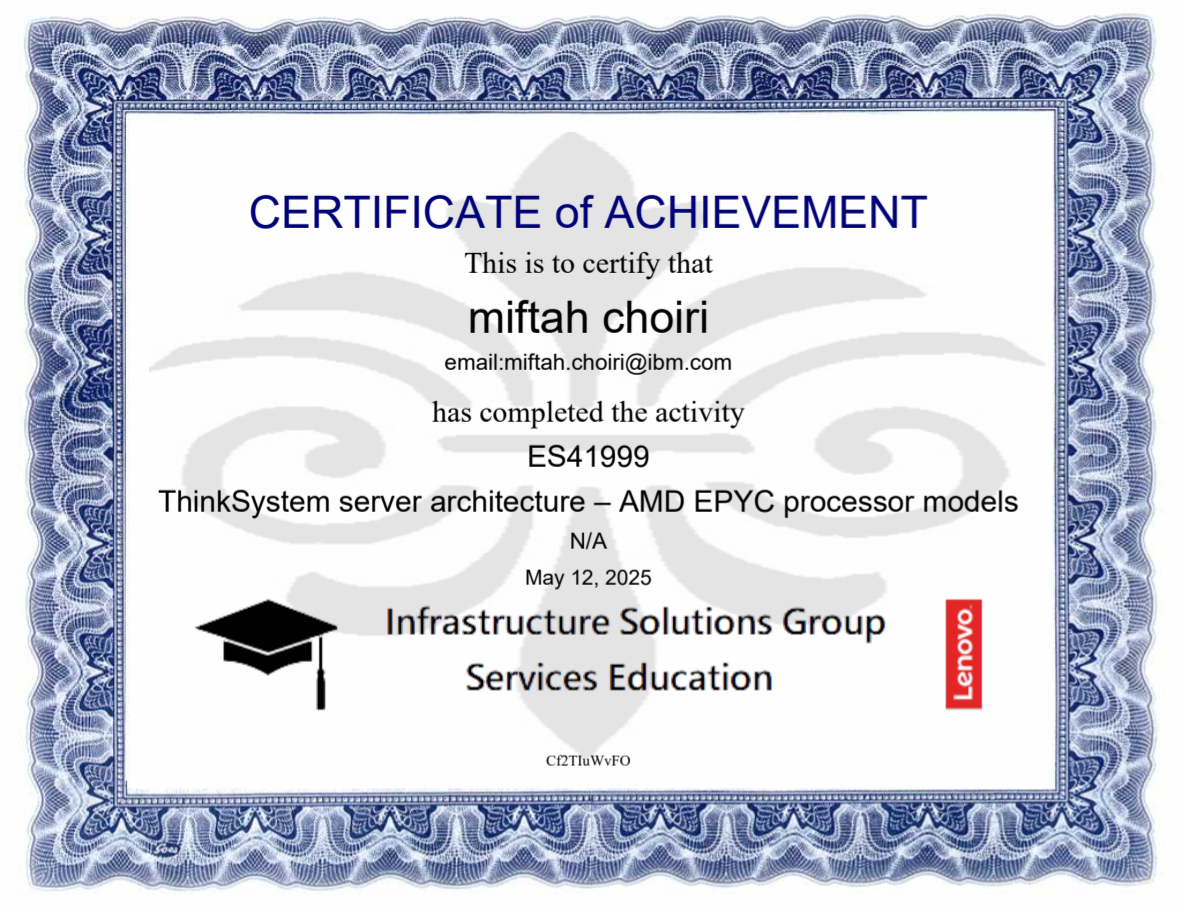 CERTIFICATE of ACHIEVEMENT
This is to certify that
miftah choiri
email:miftah.choiri@ibm.com
has completed the activity
ES41999
ThinkSystem server architecture – AMD EPYC processor models
N/A
May 12, 2025
Infrastructure Solutions Group
Services Education
Lenovo
Cf2TIuWvFO